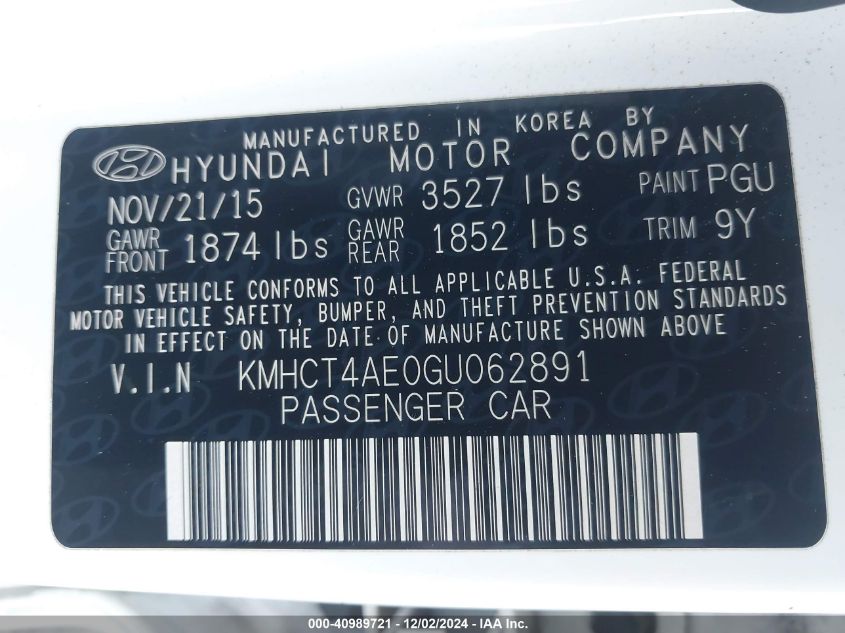 MANUFACTURED IN KOREA BY
HYUNDAI MOTOR COMPANY
NOV/21/15 GVWR 3527 lbs PAINT PGU
GAWR FRONT 1874 lbs GAWR REAR 1852 lbs TRIM 9Y
THIS VEHICLE CONFORMS TO ALL APPLICABLE U.S.A. FEDERAL
MOTOR VEHICLE SAFETY, BUMPER, AND THEFT PREVENTION STANDARDS
IN EFFECT ON THE DATE OF MANUFACTURE SHOWN ABOVE
V.I.N KMHCT4AE0GU062891
PASSENGER CAR
000-40989721 - 12/02/2024 - IAA Inc.